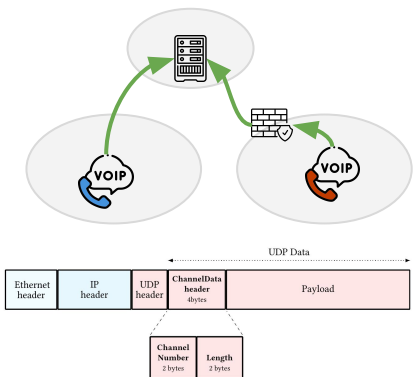 VOIP
VOIP
UDP Data
Ethernet
header
IP
header
UDP
header
ChannelData
header
4bytes
Payload
Channel
Number
2 bytes
Length
2 bytes